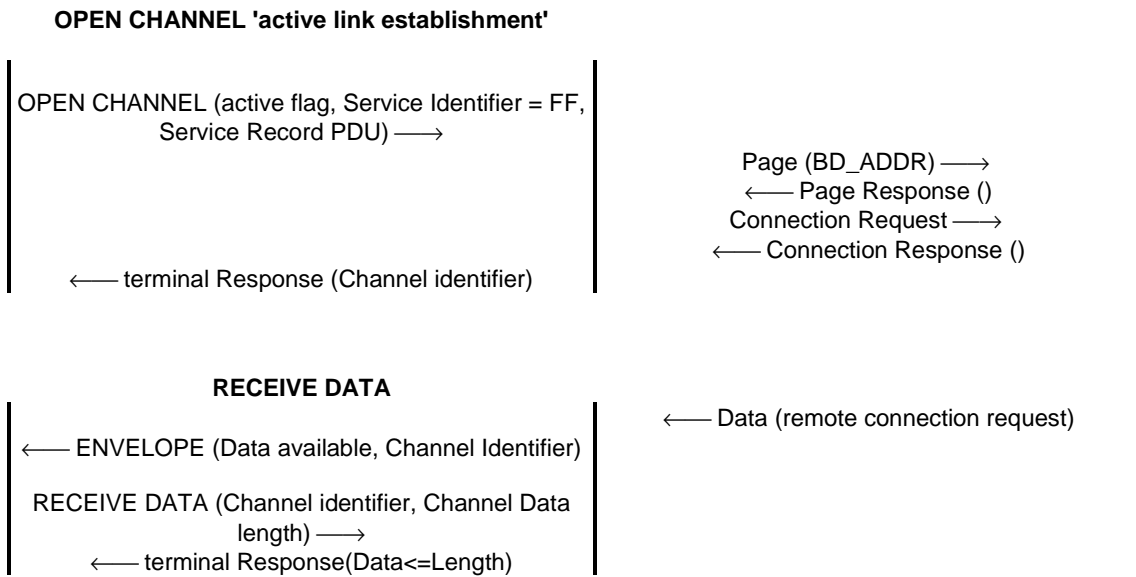 OPEN CHANNEL 'active link establishment'
OPEN CHANNEL (active flag, Service Identifier = FF,
Service Record PDU) ⟶
Page (BD_ADDR) ⟶
⟵ Page Response ()
Connection Request ⟶
⟵ Connection Response ()
⟵ terminal Response (Channel identifier)
RECEIVE DATA
⟵ Data (remote connection request)
⟵ ENVELOPE (Data available, Channel Identifier)
RECEIVE DATA (Channel identifier, Channel Data
length) ⟶
⟵ terminal Response(Data<=Length)